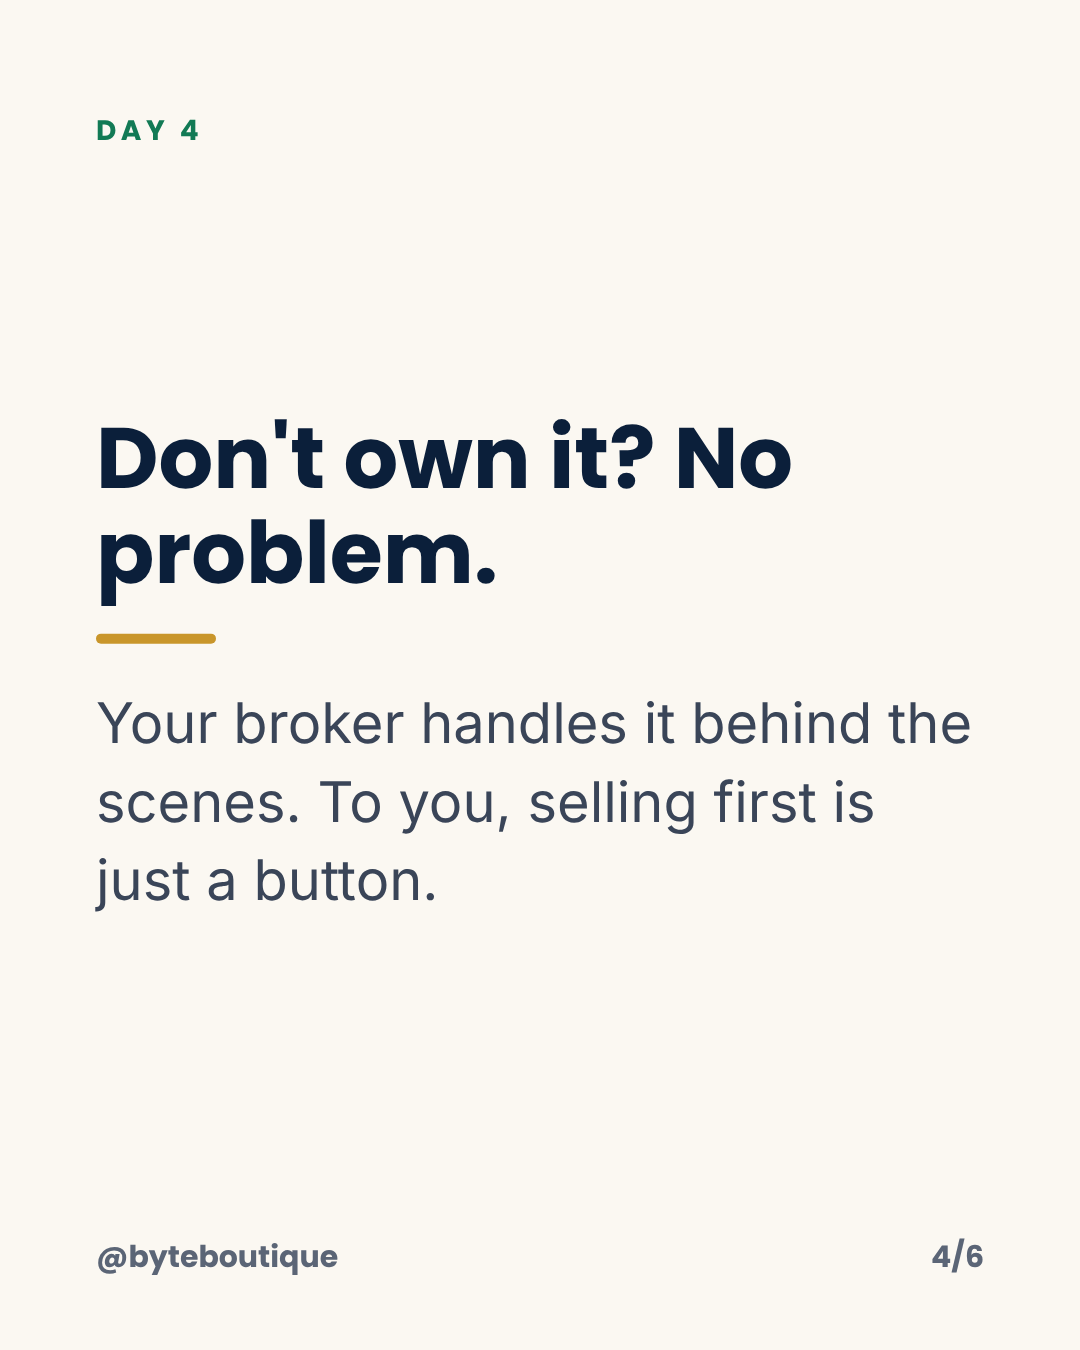 DAY 4
Don't own it? No
problem.
Your broker handles it behind the
scenes. To you, selling first is
just a button.
@byteboutique
4/6